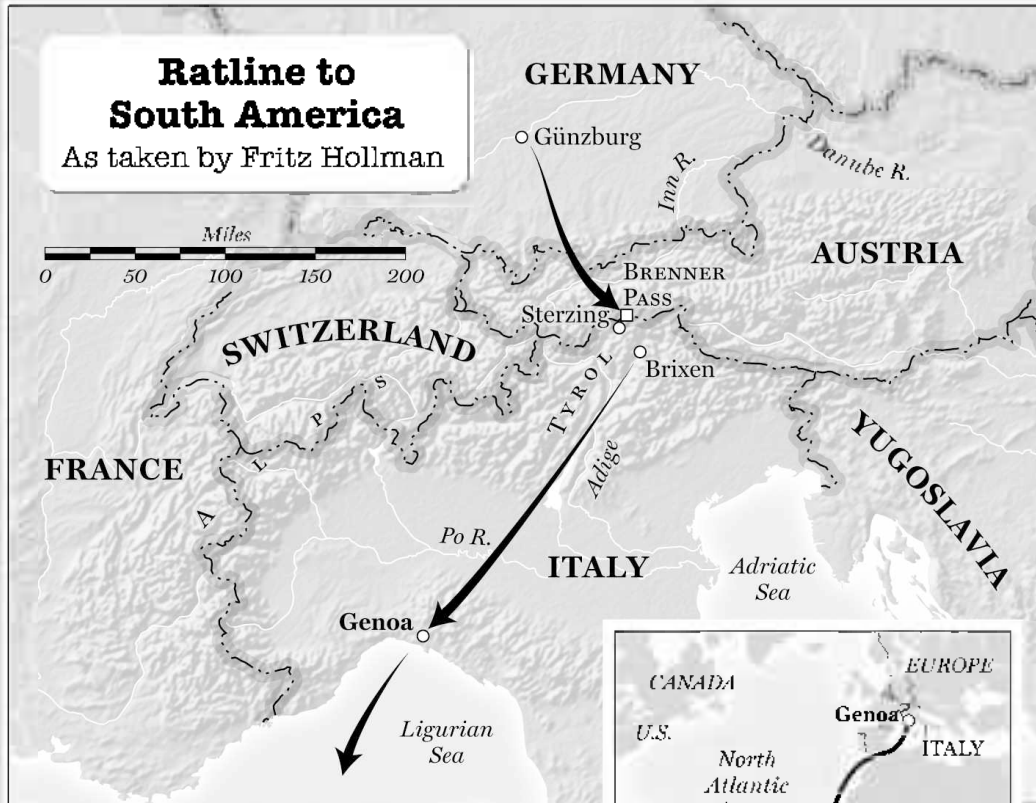 Ratline to
South America
As taken by Fritz Hollman
GERMANY
Günzburg
Danube R.
Inn R.
Miles
0 50 100 150 200
AUSTRIA
BRENNER
PASS
Sterzing
SWITZERLAND
Brixen
TYROL
ALPS
FRANCE
Adige
YUGOSLAVIA
Po R.
ITALY
Adriatic
Sea
Genoa
Ligurian
Sea
CANADA
EUROPE
Genoa
U.S.
ITALY
North
Atlantic